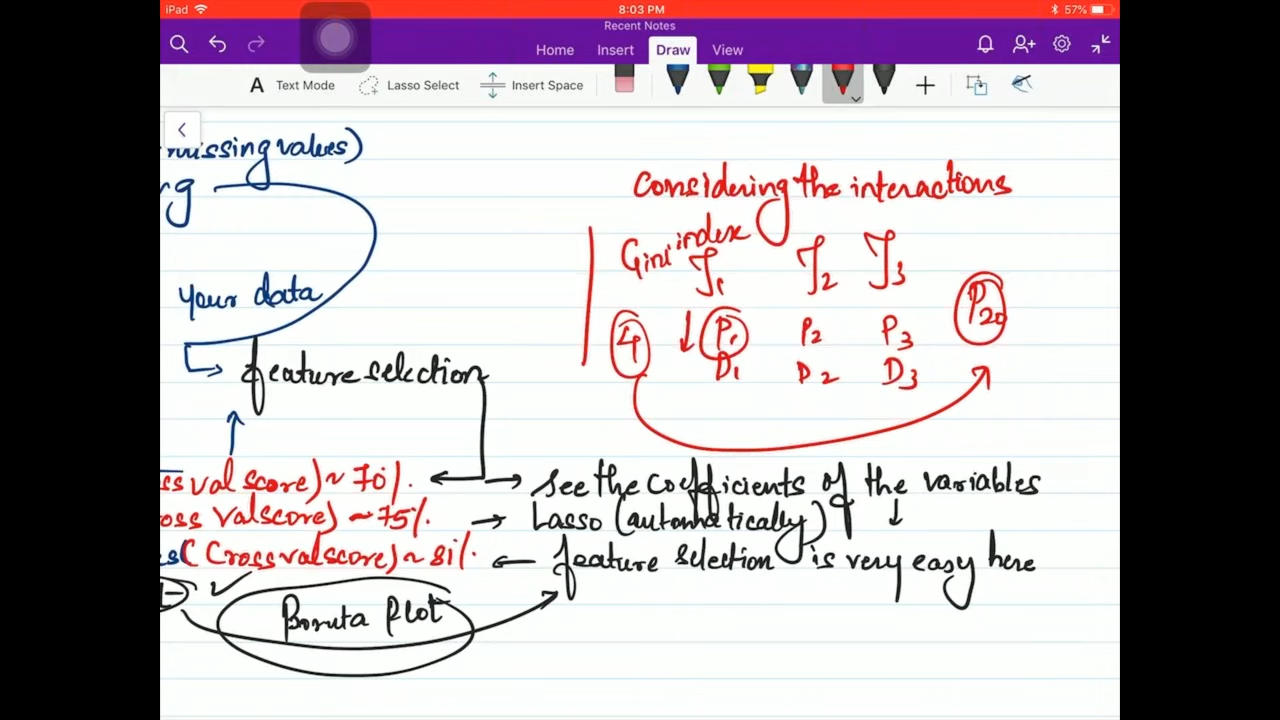 iPad 8:03 PM 57%
Recent Notes
Home Insert Draw View
A Text Mode Lasso Select Insert Space
missing values)
your data
feature selection
Considering the interactions
Gini index
T1 T2 T3
4 P1 P2 P3 P20
D1 D2 D3
ss val score) ~ 70%. see the coefficients of the variables
oss Valscore) ~75%. Lasso (automatically)
(Cross valscore) ~ 81%. feature selection is very easy here
Boruta Plot